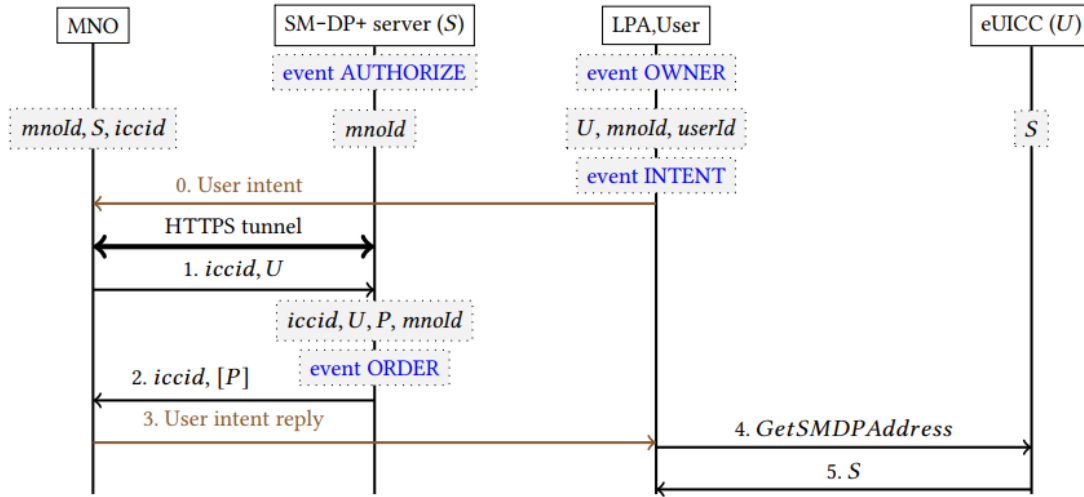 MNO
SM-DP+ server (S)
LPA,User
eUICC (U)
event AUTHORIZE
event OWNER
mnoId, S, iccid
mnoId
U, mnoId, userId
S
event INTENT
0. User intent
HTTPS tunnel
1. iccid, U
iccid, U, P, mnoId
event ORDER
2. iccid, [P]
3. User intent reply
4. GetSMDPAddress
5. S